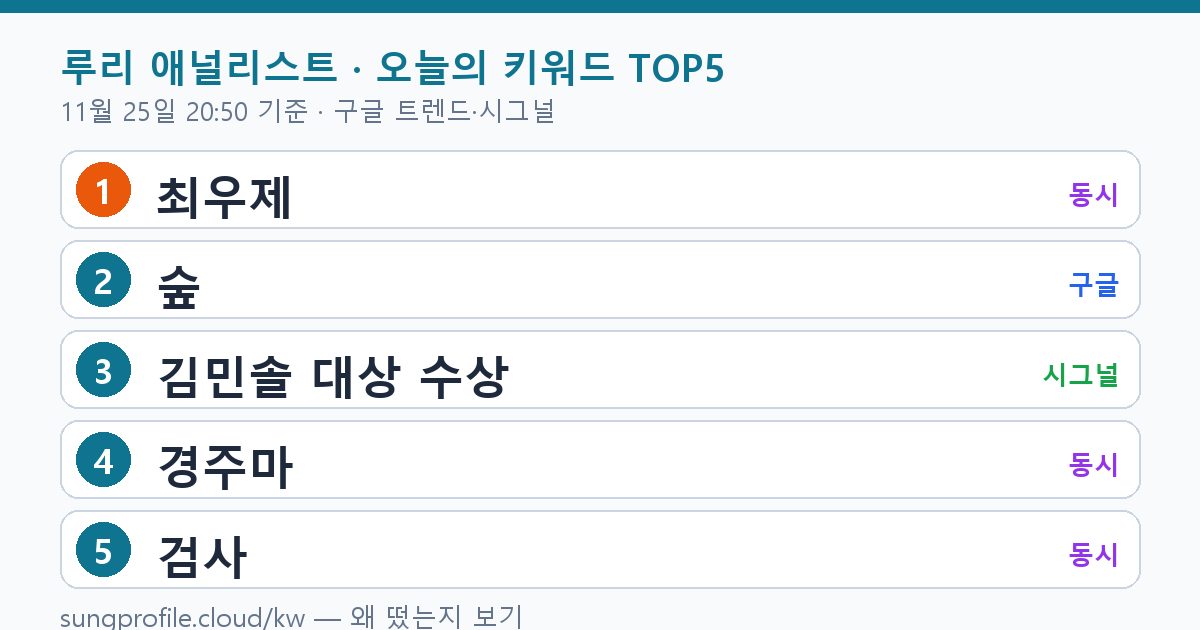 루리 애널리스트 · 오늘의 키워드 TOP5
11월 25일 20:50 기준 · 구글 트렌드·시그널
1 최우제 동시
2 숲 구글
3 김민솔 대상 수상 시그널
4 경주마 동시
5 검사 동시
sungprofile.cloud/kw — 왜 떴는지 보기